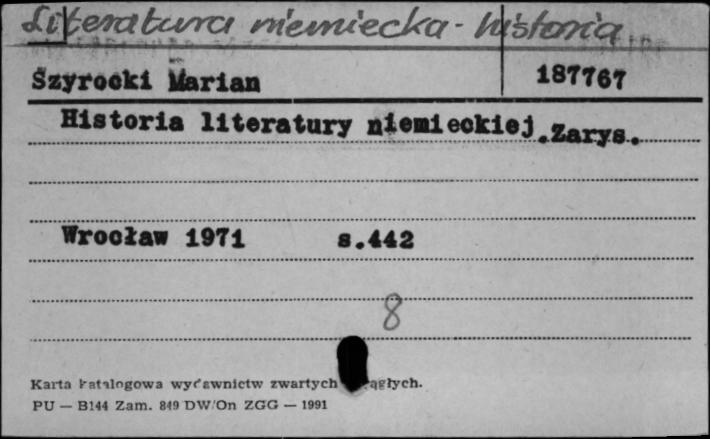 Literatura niemiecka - historia
Szyrocki Marian 187767
Historia literatury niemieckiej.Zarys.
Wrocław 1971 s.442
8
Karta katalogowa wydawnictw zwartych ciągłych.
PU — B144 Zam. 849 DW/On ZGG — 1991